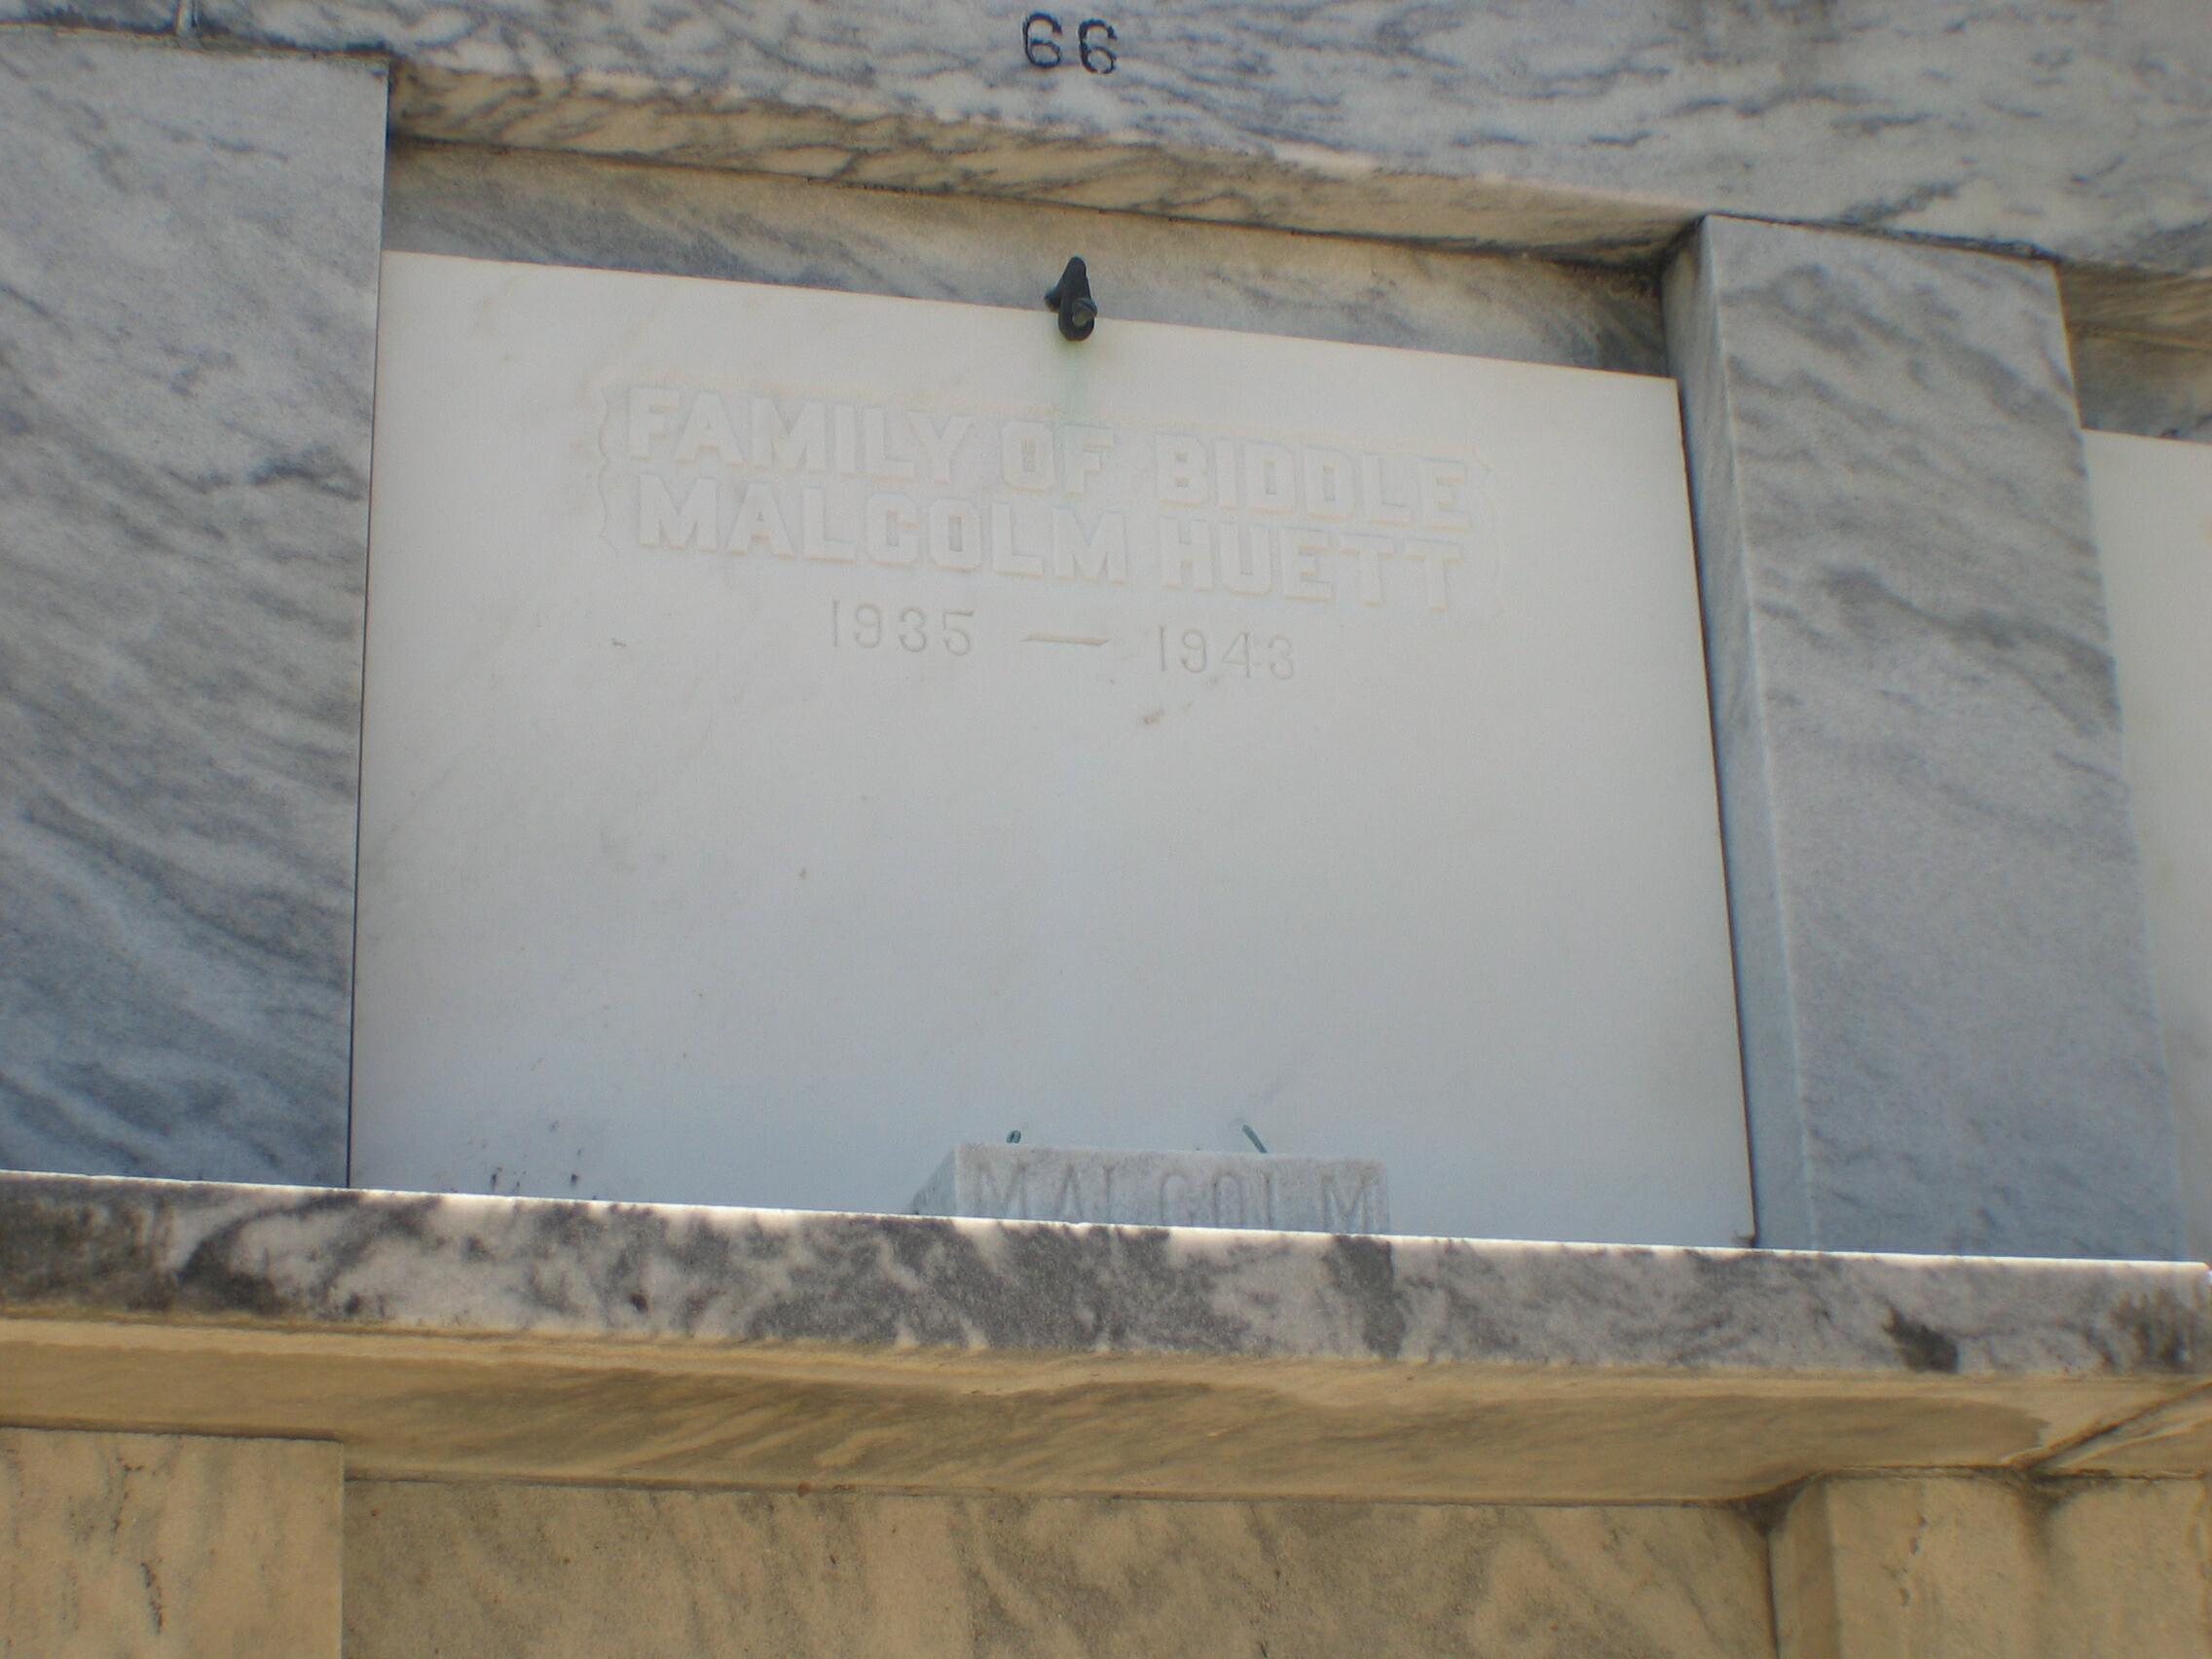 66
FAMILY OF BIDDLE
MALCOLM HUETT
1935 — 1943
MALCOLM